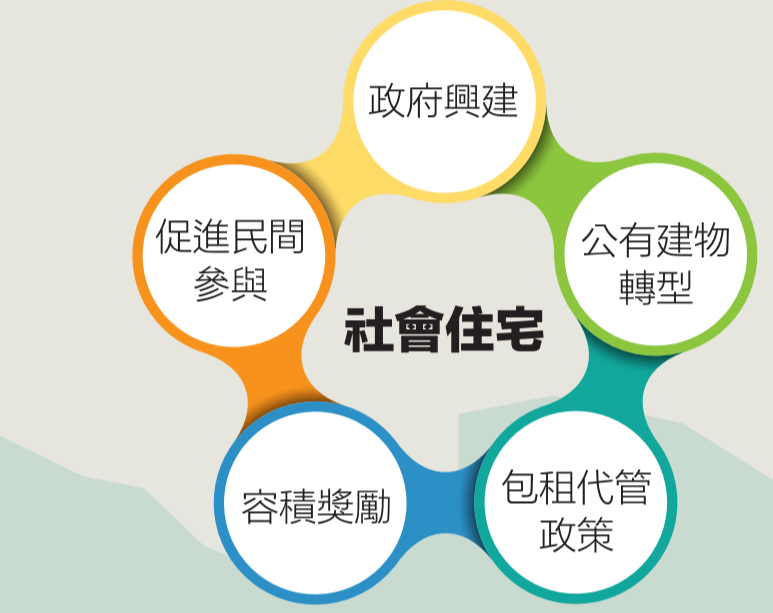 政府興建
促進民間
參與
公有建物
轉型
社會住宅
容積獎勵
包租代管
政策